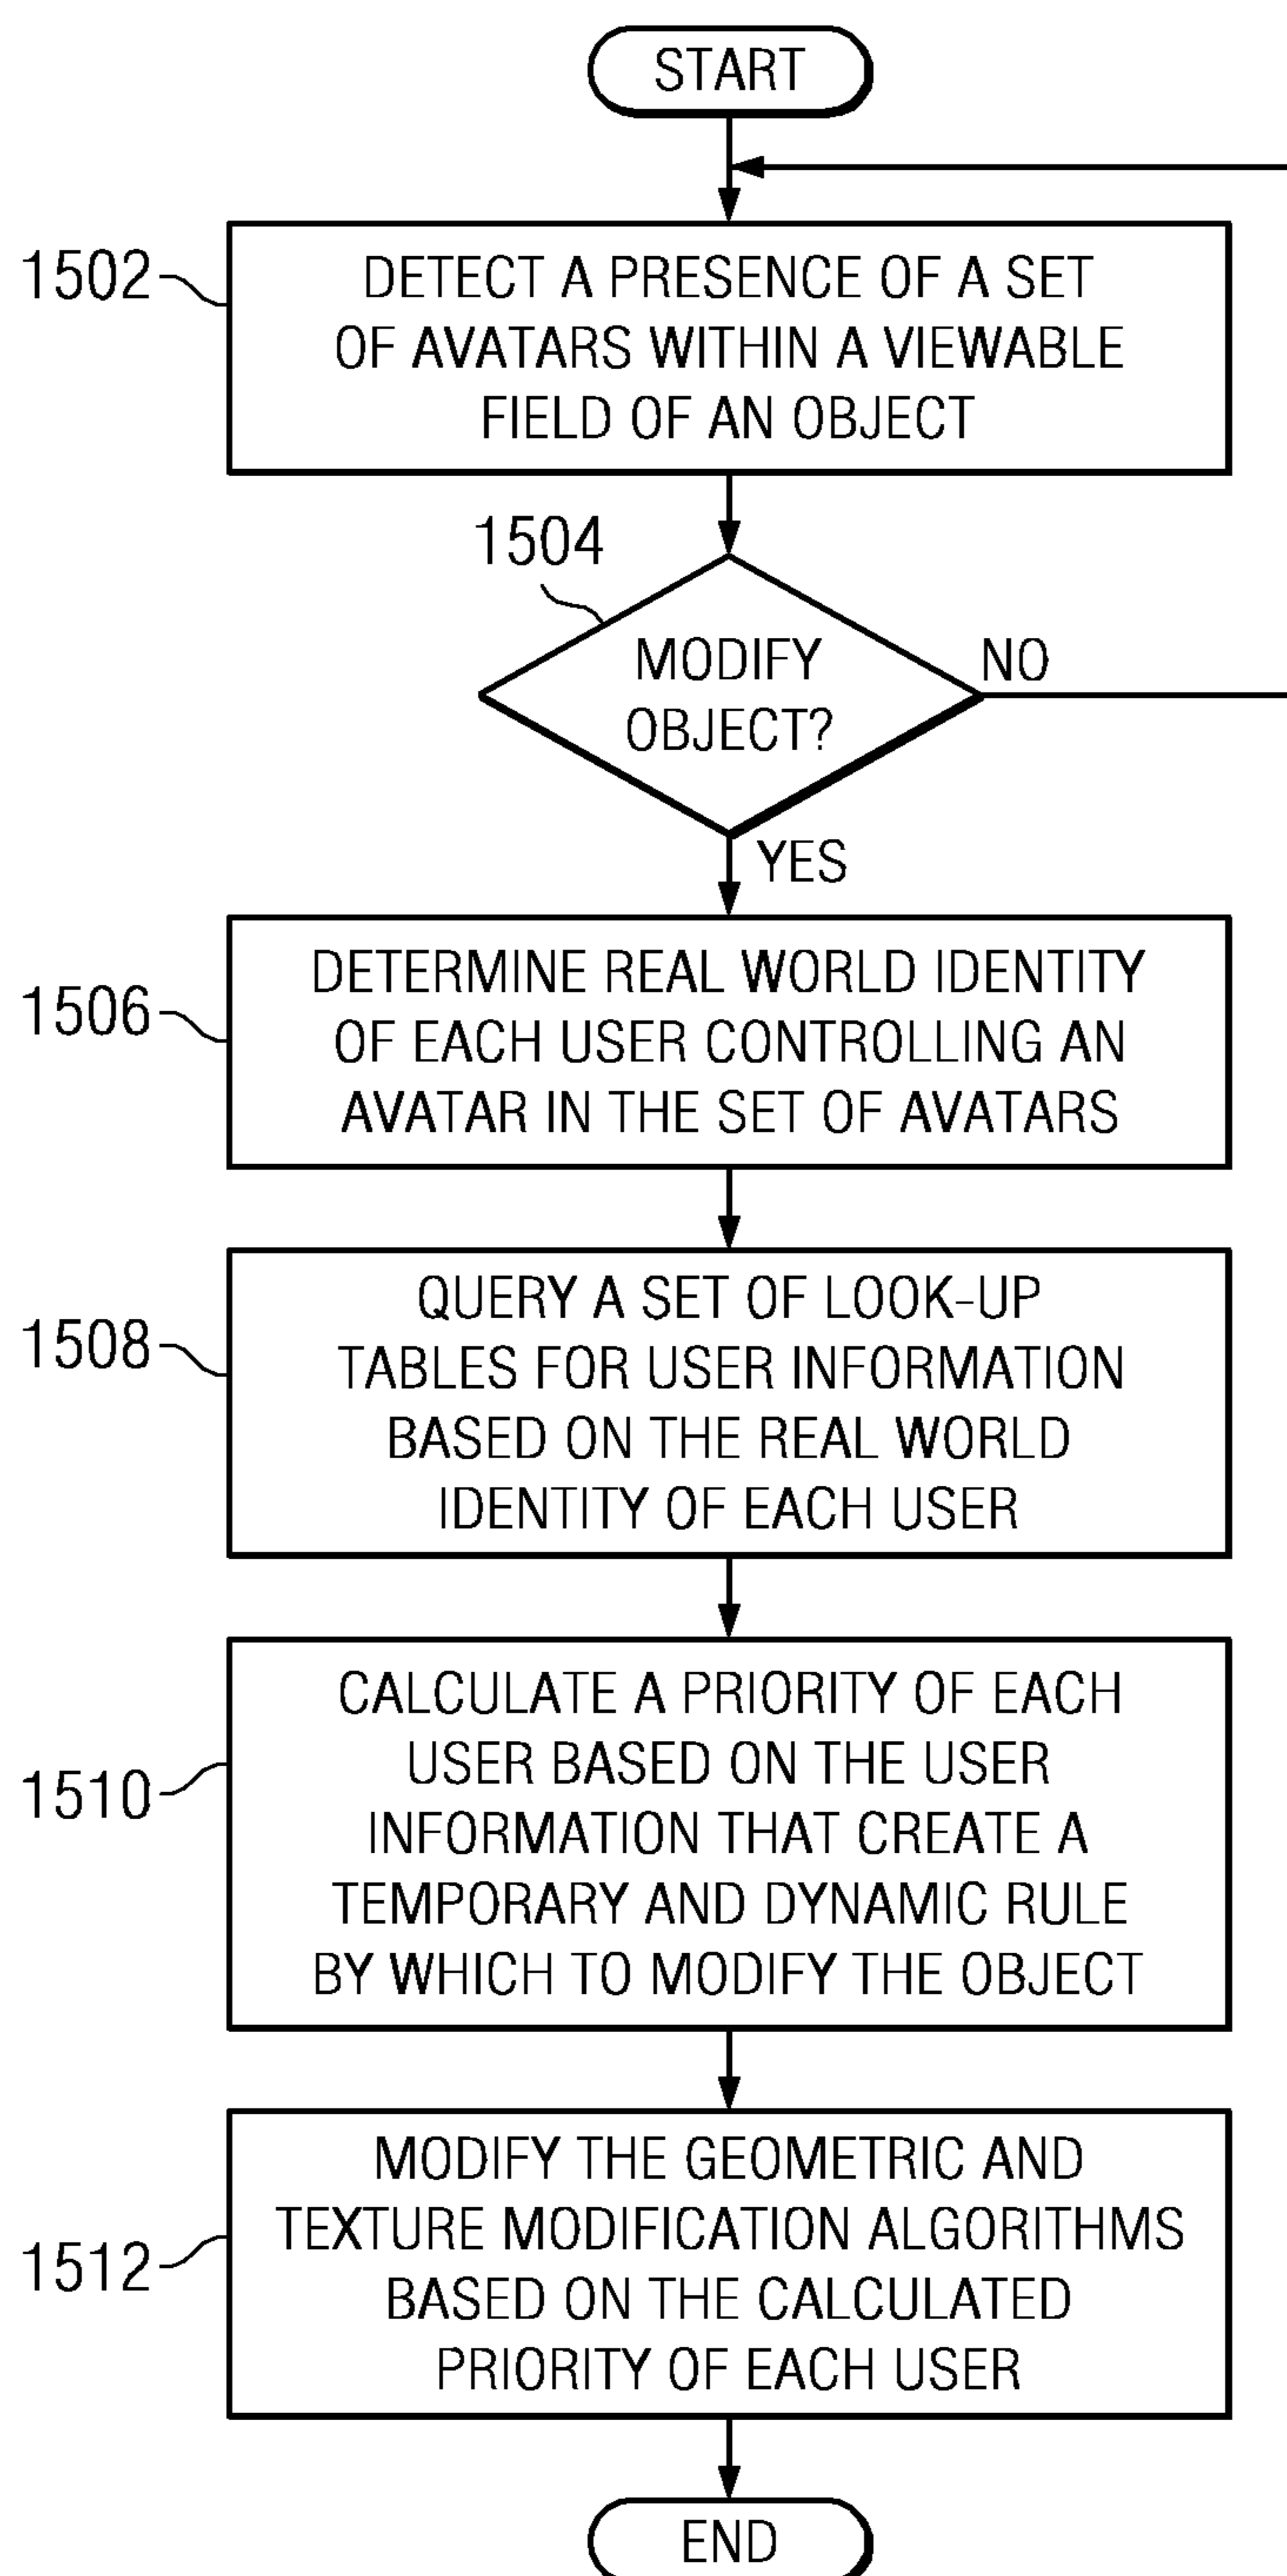 START
1502
DETECT A PRESENCE OF A SET
OF AVATARS WITHIN A VIEWABLE
FIELD OF AN OBJECT
1504
MODIFY
OBJECT?
NO
YES
1506
DETERMINE REAL WORLD IDENTITY
OF EACH USER CONTROLLING AN
AVATAR IN THE SET OF AVATARS
1508
QUERY A SET OF LOOK-UP
TABLES FOR USER INFORMATION
BASED ON THE REAL WORLD
IDENTITY OF EACH USER
1510
CALCULATE A PRIORITY OF EACH
USER BASED ON THE USER
INFORMATION THAT CREATE A
TEMPORARY AND DYNAMIC RULE
BY WHICH TO MODIFY THE OBJECT
1512
MODIFY THE GEOMETRIC AND
TEXTURE MODIFICATION ALGORITHMS
BASED ON THE CALCULATED
PRIORITY OF EACH USER
END